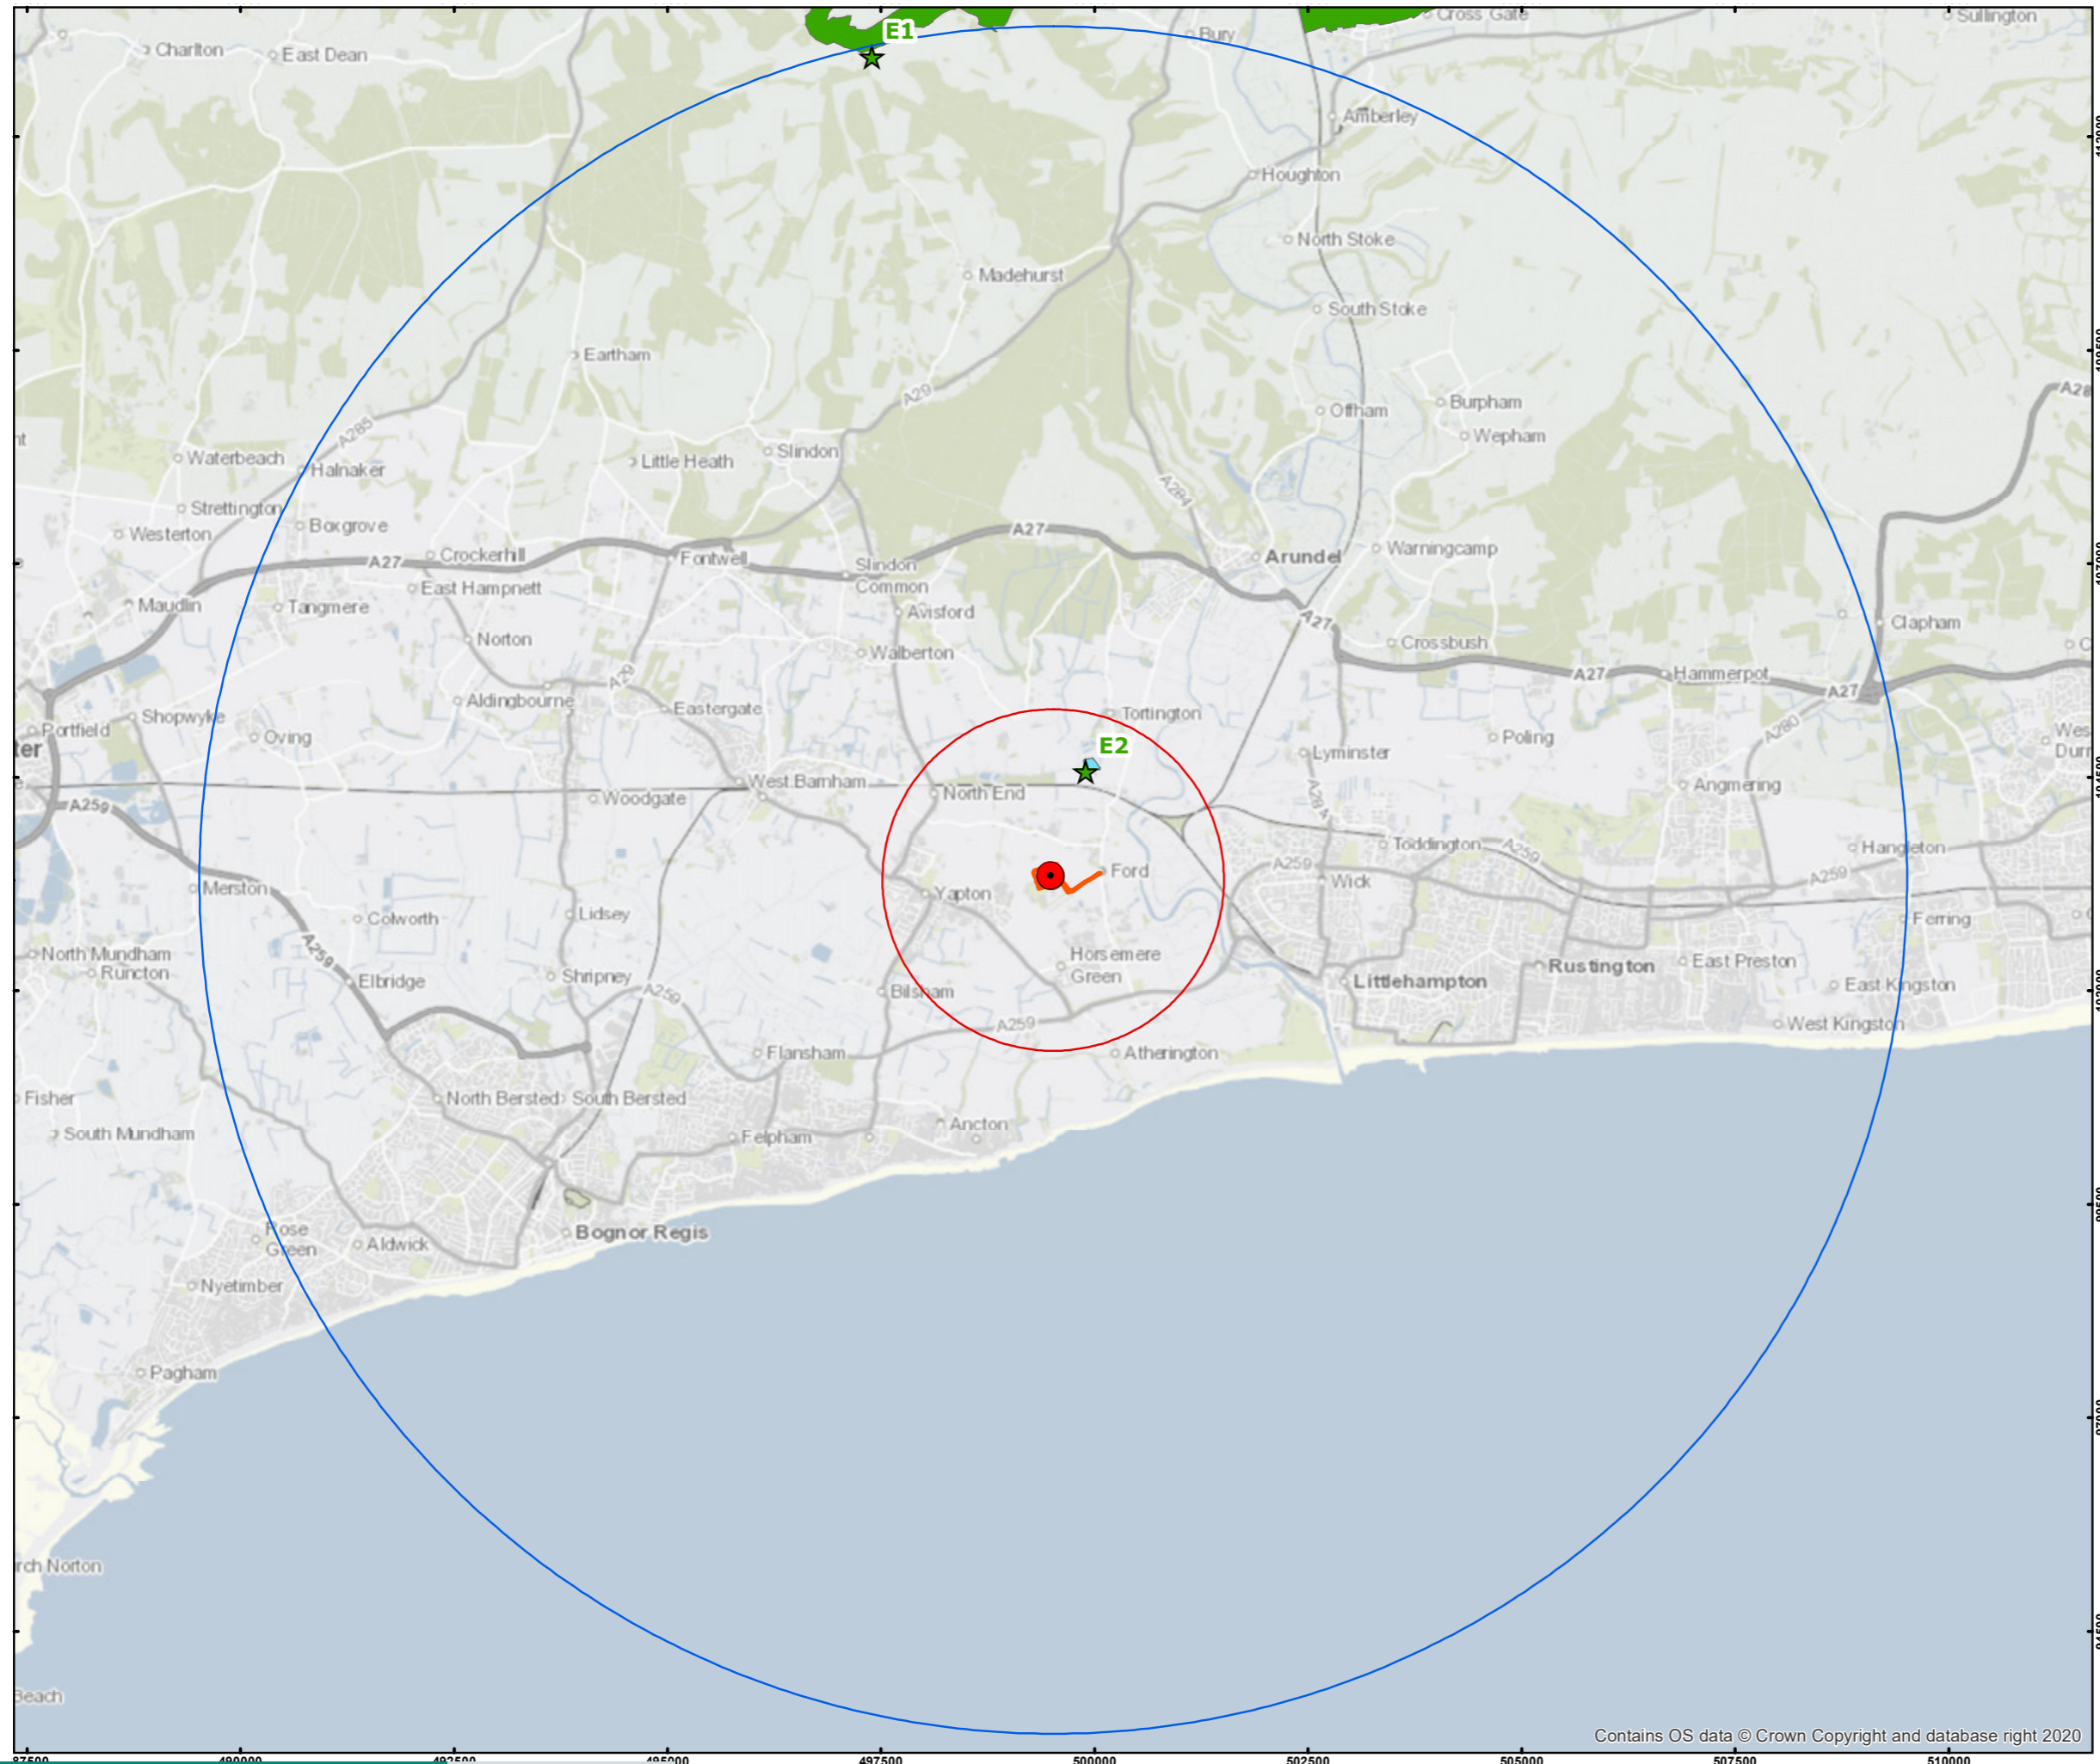 Cross Gate
Sullington
E1
Bury
Charlton
East Dean
Amberley
Houghton
North Stoke
Madehurst
South Stoke
Eartham
A29
A28
Burpham
Offham
A285
Wepham
Waterbeach
Halnaker
Little Heath
Slindon
A284
Strettington
Boxgrove
Westerton
A27
Crockerhill
A27
Fontwell
Slindon
Common
Arundel
Warningcamp
East Hampnett
Maudlin
Tangmere
Avisford
A27
Clapham
Norton
Walberton
Crossbush
A29
A27
Hammerpot
A27
Aldingbourne
Eastergate
Portfield
Shopwyke
Tortington
A280
Oving
E2
Lyminster
Poling
West Barnham
A259
Woodgate
North End
A284
Angmering
Toddington
A259
Hangleton
Ford
A259
Wick
A259
Merston
Yapton
Colworth
Lidsey
Ferring
A259
North Mundham
Runcton
Horsemere
Green
Elbridge
Shripney
A259
Bilsham
Littlehampton
Rustington
East Preston
East Kingston
A259
West Kingston
Flansham
Atherington
Fisher
North Bersted
South Bersted
South Mundham
Felpham
Ancton
Rose
Green
Aldwick
Bognor Regis
Nyetimber
Pagham
rch Norton
Beach
Contains OS data © Crown Copyright and database right 2020
87500
490000
492500
495000
497500
500000
502500
505000
507500
510000